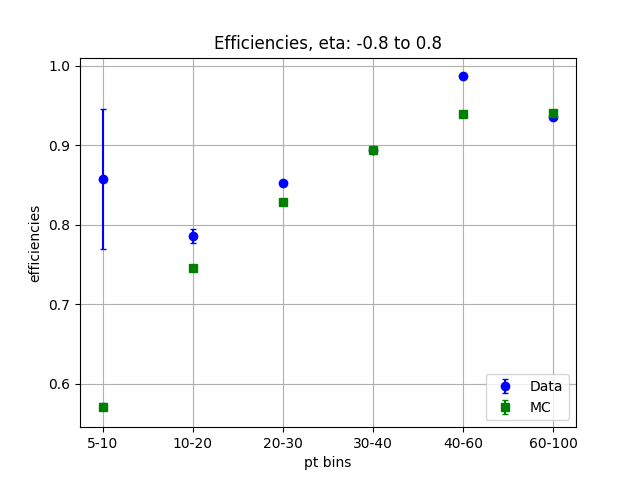 Efficiencies, eta: -0.8 to 0.8
1.0
0.9
0.8
0.7
0.6
efficiencies
5-10 10-20 20-30 30-40 40-60 60-100
pt bins
Data
MC